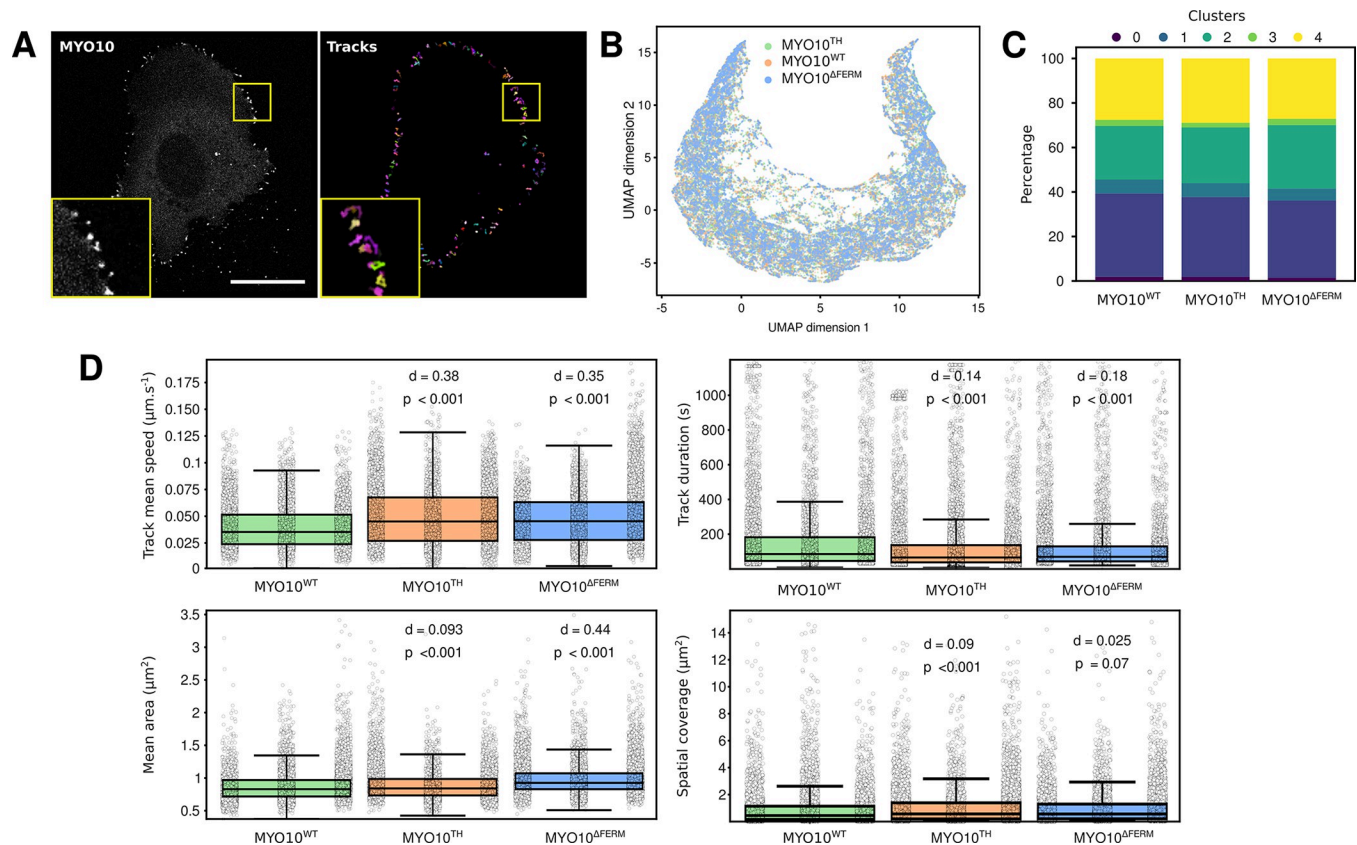 A
MYO10
Tracks
B
MYO10TH
MYO10WT
MYO10ΔFERM
UMAP dimension 2
15
10
5
0
-5
-5
0
5
10
15
UMAP dimension 1
C
Clusters
0 1 2 3 4
Percentage
100
80
60
40
20
0
MYO10WT MYO10TH MYO10ΔFERM
D
Track mean speed (µm.s-1)
0.175
0.150
0.125
0.1
0.075
0.050
0.025
0
d = 0.38
p < 0.001
d = 0.35
p < 0.001
MYO10WT MYO10TH MYO10ΔFERM
Track duration (s)
1000
800
600
400
200
d = 0.14
p < 0.001
d = 0.18
p < 0.001
MYO10WT MYO10TH MYO10ΔFERM
Mean area (µm2)
3.5
3
2.5
2
1.5
1
0.5
d = 0.093
p <0.001
d = 0.44
p < 0.001
MYO10WT MYO10TH MYO10ΔFERM
Spatial coverage (µm2)
14
12
10
8
6
4
2
d = 0.09
p <0.001
d = 0.025
p = 0.07
MYO10WT MYO10TH MYO10ΔFERM